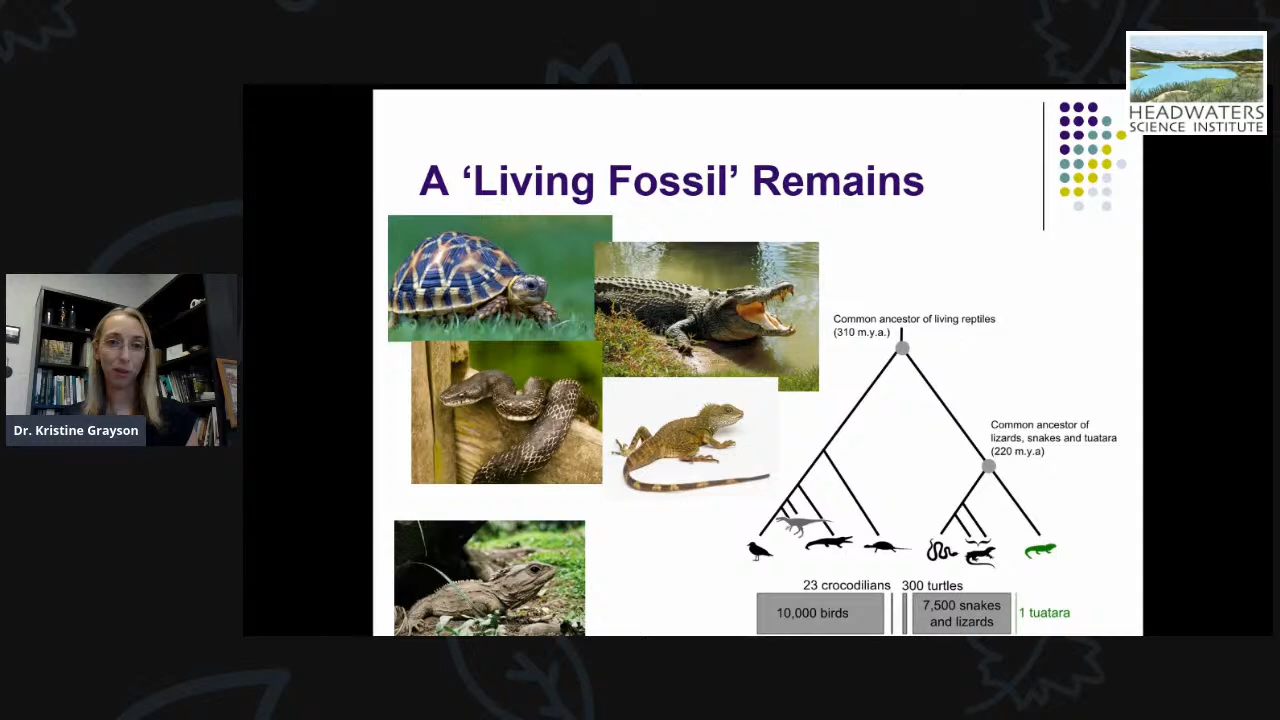 HEADWATERS
SCIENCE INSTITUTE
A ‘Living Fossil’ Remains
Common ancestor of living reptiles
(310 m.y.a.)
Common ancestor of
lizards, snakes and tuatara
(220 m.y.a)
Dr. Kristine Grayson
23 crocodilians
300 turtles
10,000 birds
7,500 snakes
and lizards
1 tuatara